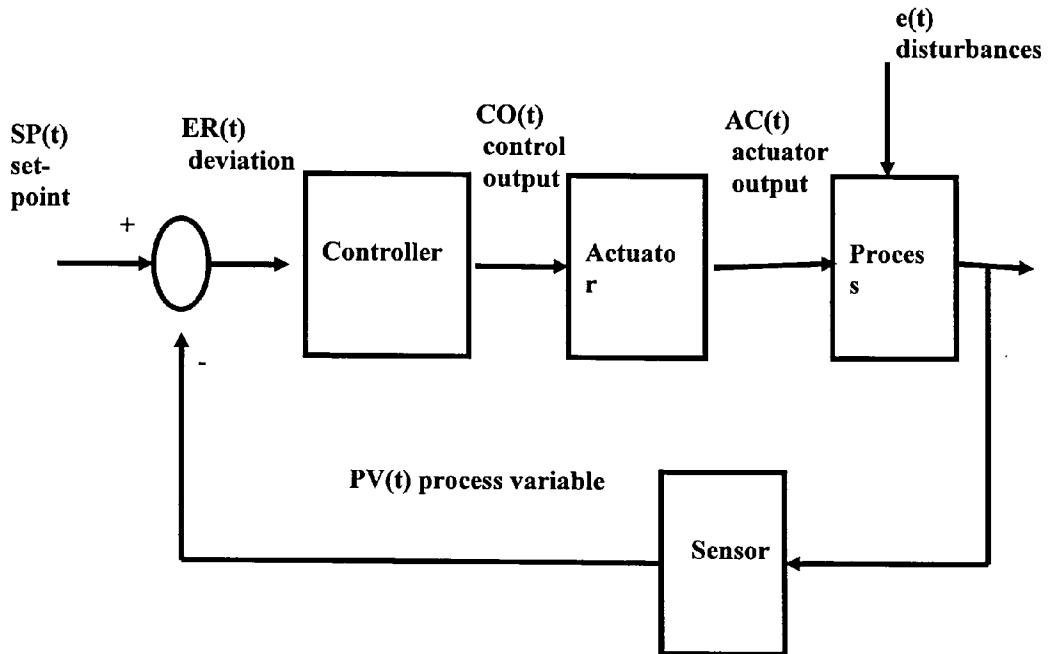 e(t)
disturbances
SP(t)
set-
point
ER(t)
deviation
CO(t)
control
output
AC(t)
actuator
output
+
Controller
Actuato
r
Proces
s
-
PV(t) process variable
Sensor